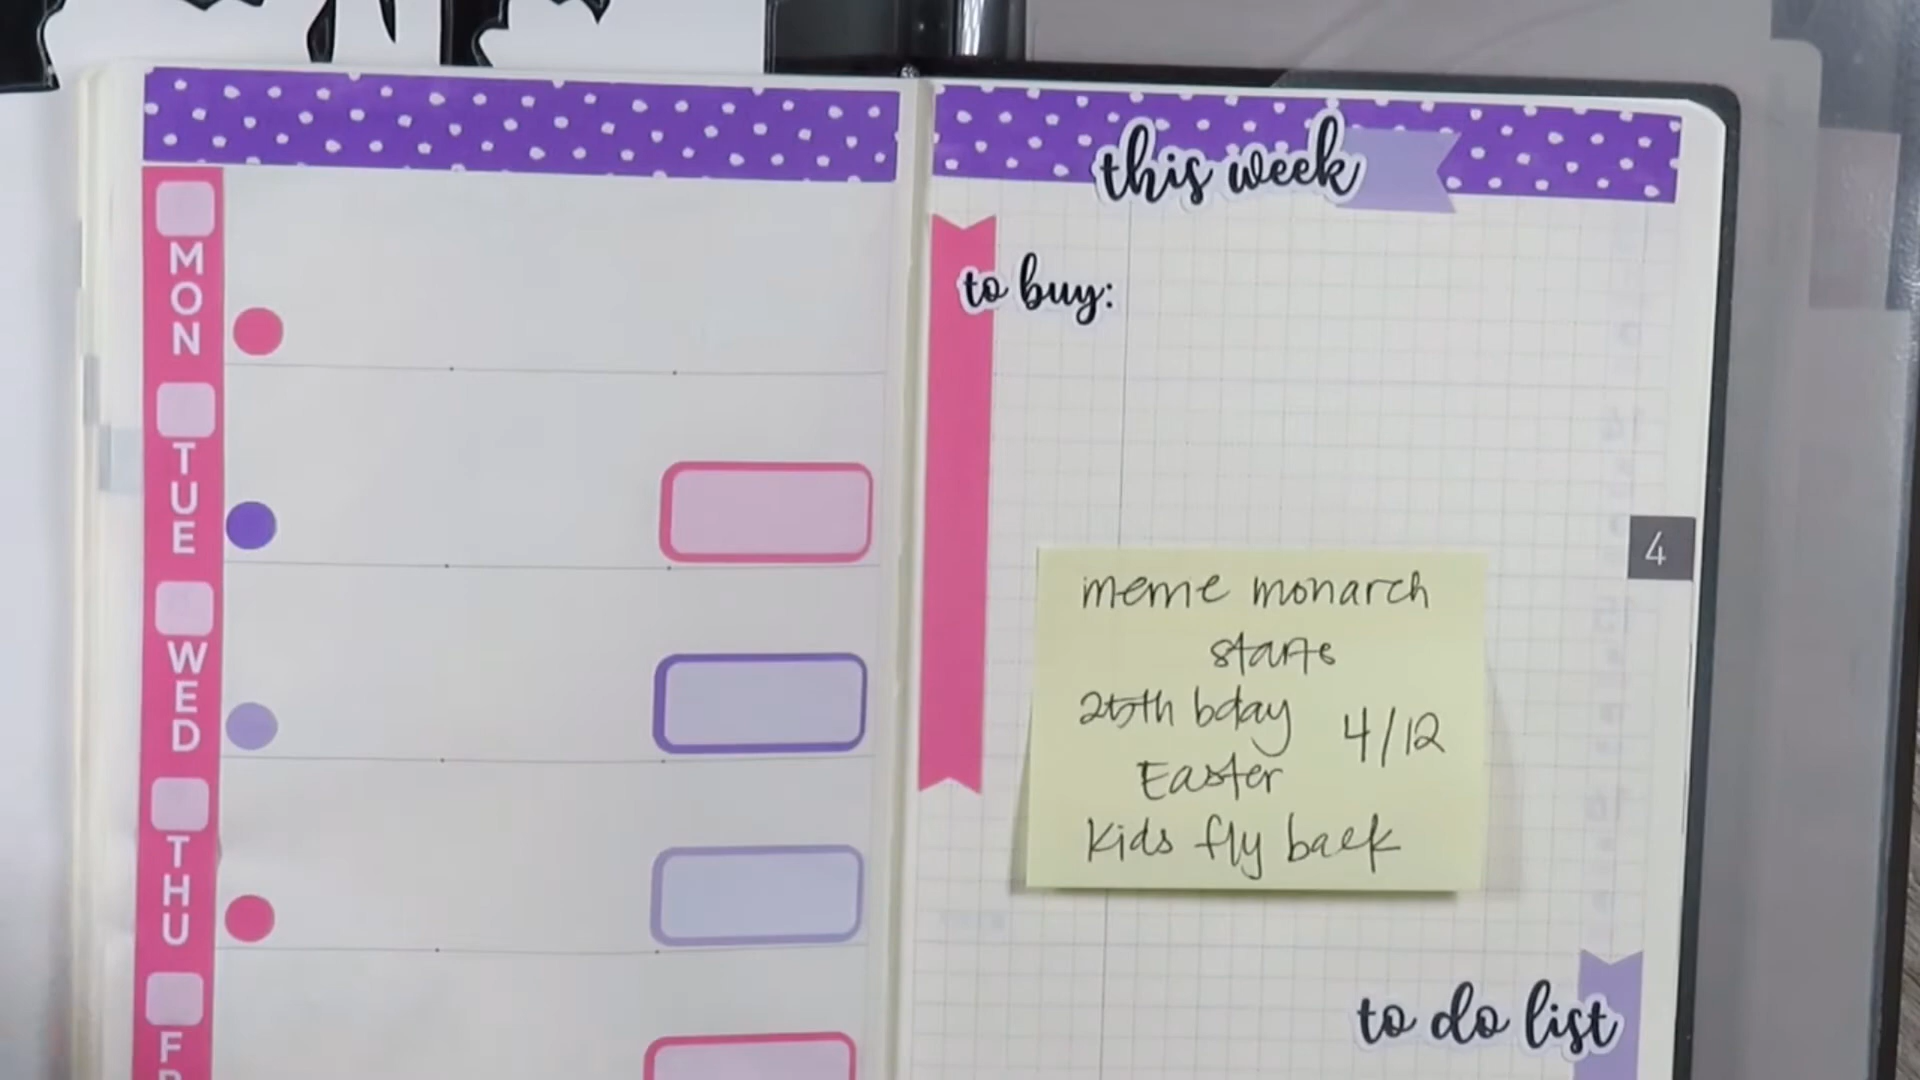 this week
to buy:
MON
TUE
WED
THU
F
4
meme monarch
starts
25th bday 4/12
Easter
kids fly back
to do list